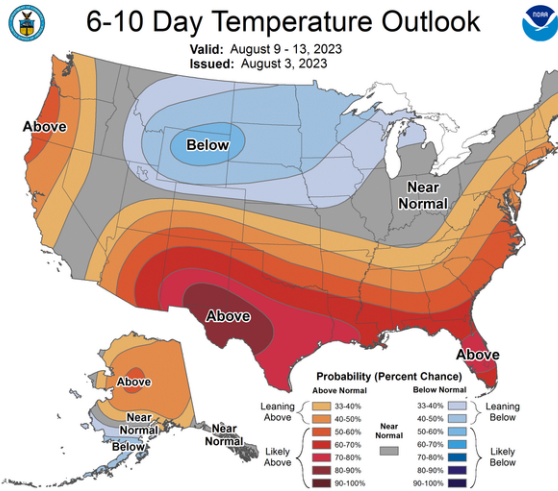 6-10 Day Temperature Outlook
Valid: August 9 - 13, 2023
Issued: August 3, 2023
NOAA
Above
Below
Near
Normal
Above
Above
Above
Near
Normal
Below
Near
Normal
Probability (Percent Chance)
Above Normal
Below Normal
Leaning
Above
33-40%
40-50%
33-40%
40-50%
Leaning
Below
Likely
Above
50-60%
60-70%
70-80%
80-90%
90-100%
Near
Normal
50-60%
60-70%
70-80%
80-90%
90-100%
Likely
Below